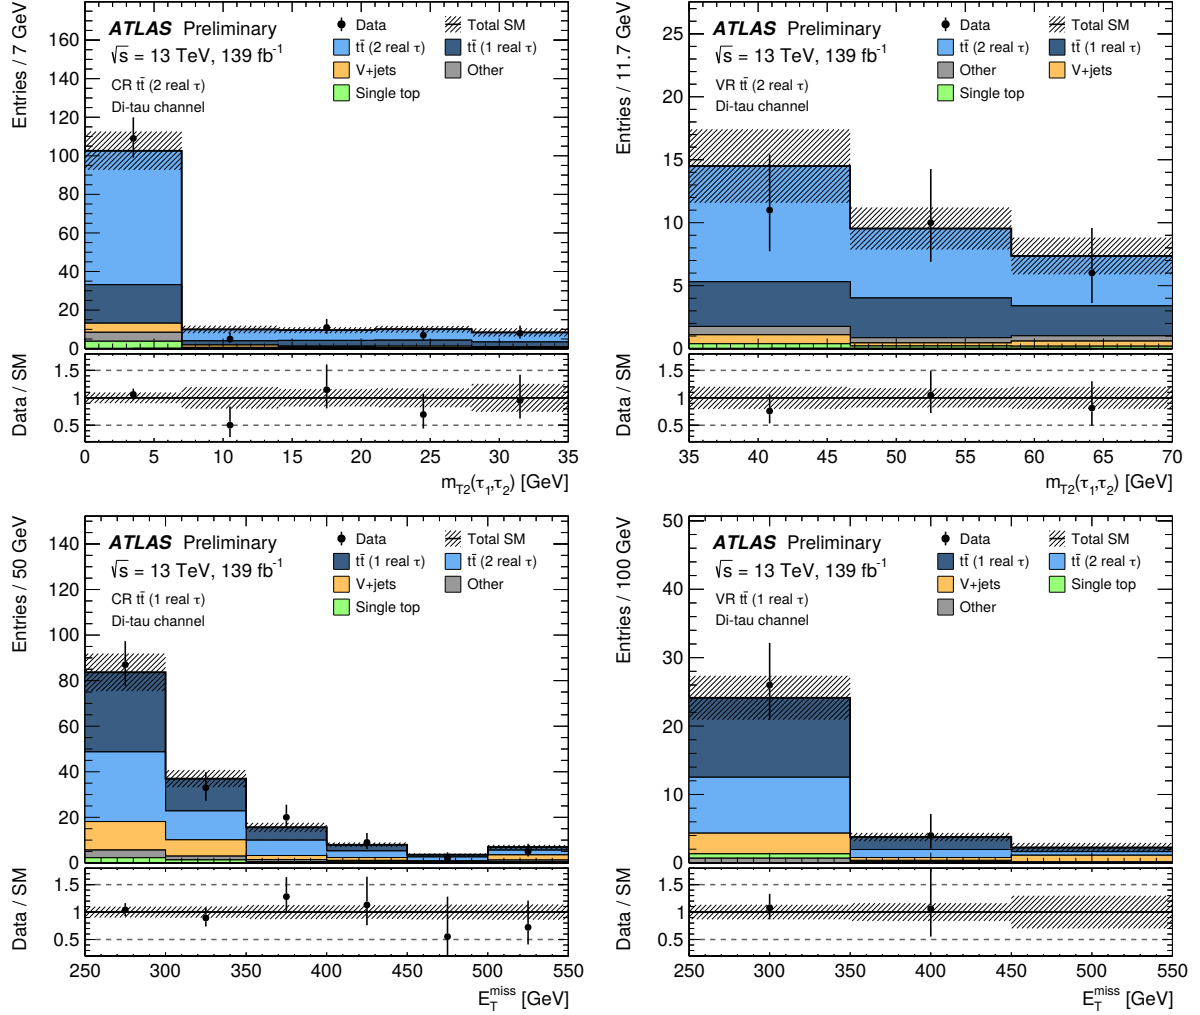 ATLAS Preliminary
√s = 13 TeV, 139 fb⁻¹
CR tt̄ (2 real τ)
Di-tau channel
Data
Total SM
tt̄ (2 real τ)
tt̄ (1 real τ)
V+jets
Other
Single top
Entries / 7 GeV
160
140
120
100
80
60
40
20
0
Data / SM
1.5
1
0.5
0 5 10 15 20 25 30 35
m_T2(τ₁,τ₂) [GeV]
ATLAS Preliminary
√s = 13 TeV, 139 fb⁻¹
VR tt̄ (2 real τ)
Di-tau channel
Data
Total SM
tt̄ (2 real τ)
tt̄ (1 real τ)
Other
V+jets
Single top
Entries / 11.7 GeV
25
20
15
10
5
0
Data / SM
1.5
1
0.5
35 40 45 50 55 60 65 70
m_T2(τ₁,τ₂) [GeV]
ATLAS Preliminary
√s = 13 TeV, 139 fb⁻¹
CR tt̄ (1 real τ)
Di-tau channel
Data
Total SM
tt̄ (1 real τ)
tt̄ (2 real τ)
V+jets
Other
Single top
Entries / 50 GeV
140
120
100
80
60
40
20
0
Data / SM
1.5
1
0.5
250 300 350 400 450 500 550
E_T^miss [GeV]
ATLAS Preliminary
√s = 13 TeV, 139 fb⁻¹
VR tt̄ (1 real τ)
Di-tau channel
Data
Total SM
tt̄ (1 real τ)
tt̄ (2 real τ)
V+jets
Single top
Other
Entries / 100 GeV
50
40
30
20
10
0
Data / SM
1.5
1
0.5
250 300 350 400 450 500 550
E_T^miss [GeV]